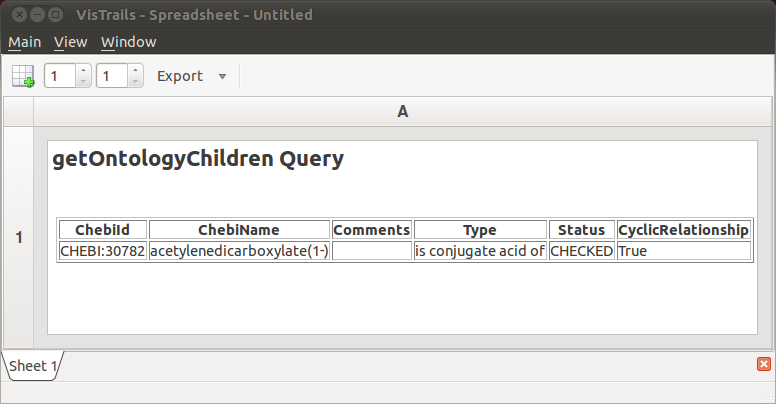 VisTrails - Spreadsheet - Untitled
Main View Window
1 1 Export
A
1
getOntologyChildren Query
ChebiId ChebiName Comments Type Status CyclicRelationship
CHEBI:30782 acetylenedicarboxylate(1-) is conjugate acid of CHECKED True
Sheet 1